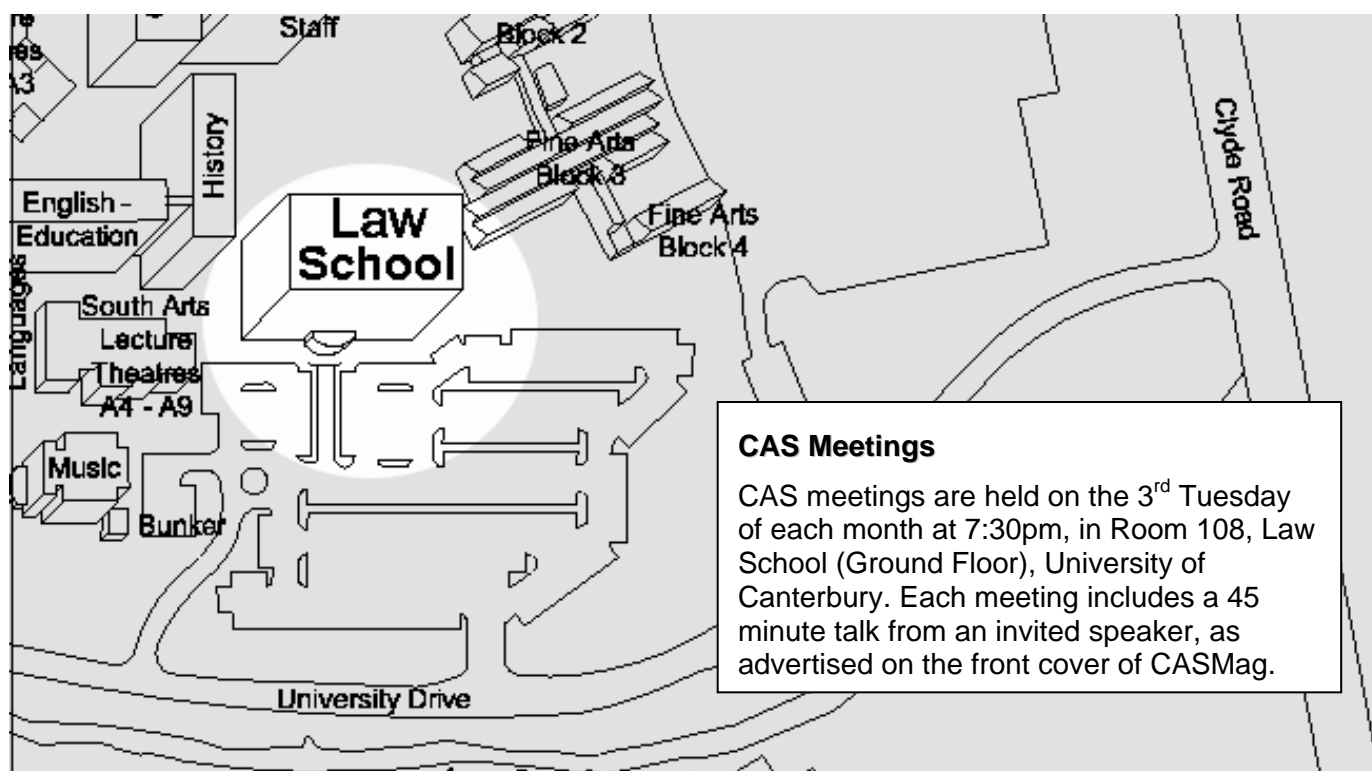 Staff
Block 2
A3
Clyde Road
Fine Arts
Block 3
History
English -
Education
Law
School
Fine Arts
Block 4
Languages
South Arts
Lecture
Theatres
A4 - A9
Music
Bunker
CAS Meetings
CAS meetings are held on the 3rd Tuesday
of each month at 7:30pm, in Room 108, Law
School (Ground Floor), University of
Canterbury. Each meeting includes a 45
minute talk from an invited speaker, as
advertised on the front cover of CASMag.
University Drive